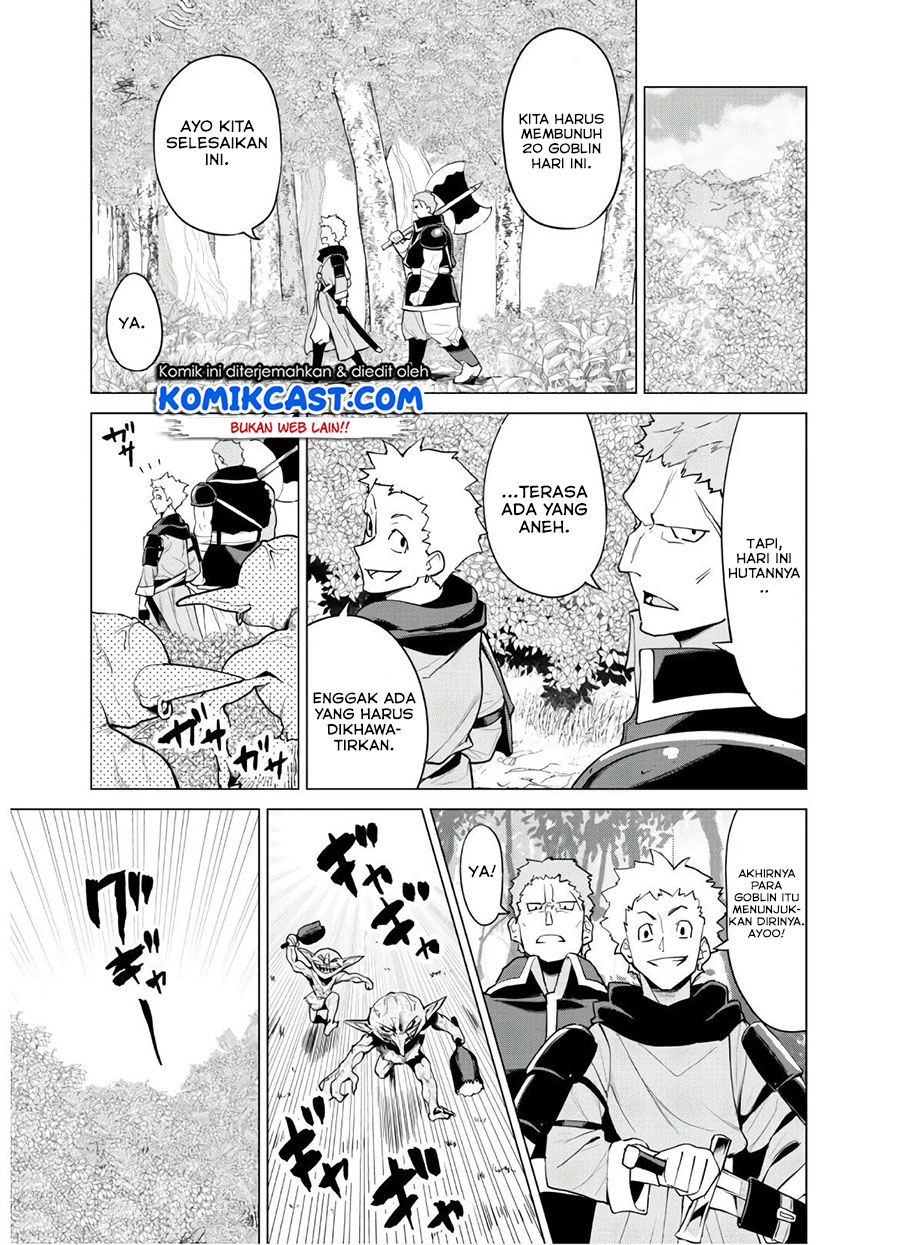 KITA HARUS
MEMBUNUH
20 GOBLIN
HARI INI.
AYO KITA
SELESAIKAN
INI.
YA.
Komik ini diterjemahkan & diedit oleh
KOMIKCAST.COM
BUKAN WEB LAIN!!
TAPI,
HARI INI
HUTANNYA
..
...TERASA
ADA YANG
ANEH.
ENGGAK ADA
YANG HARUS
DIKHAWA-
TIRKAN.
ガサ
ガサ
ガサ
AKHIRNYA
PARA
GOBLIN ITU
MENUNJUK-
KAN DIRINYA.
AYOO!
YA!
ギャ
ギャ
ギャ
ギャ
グギャー